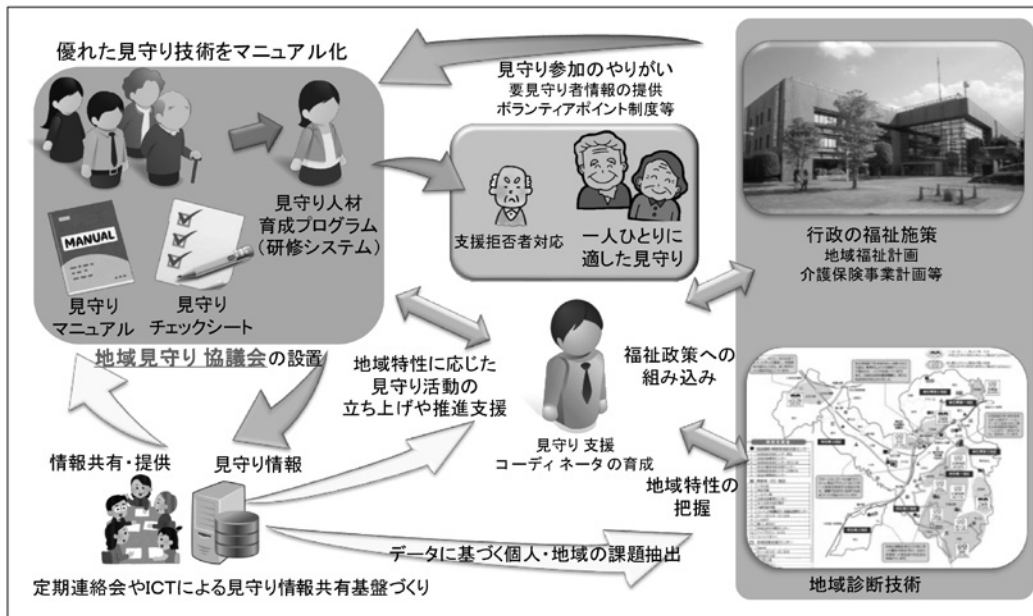 優れた見守り技術をマニュアル化
見守り人材
育成プログラム
(研修システム)
MANUAL
見守り
マニュアル
見守り
チェックシート
地域見守り協議会の設置
見守り参加のやりがい
要見守り者情報の提供
ボランティアポイント制度等
支援拒否者対応
一人ひとりに
適した見守り
行政の福祉施策
地域福祉計画
介護保険事業計画等
地域特性に応じた
見守り活動の
立ち上げや推進支援
福祉政策への
組み込み
見守り支援
コーディネータの育成
地域特性の
把握
情報共有・提供
見守り情報
データに基づく個人・地域の課題抽出
定期連絡会やICTによる見守り情報共有基盤づくり
地域診断技術